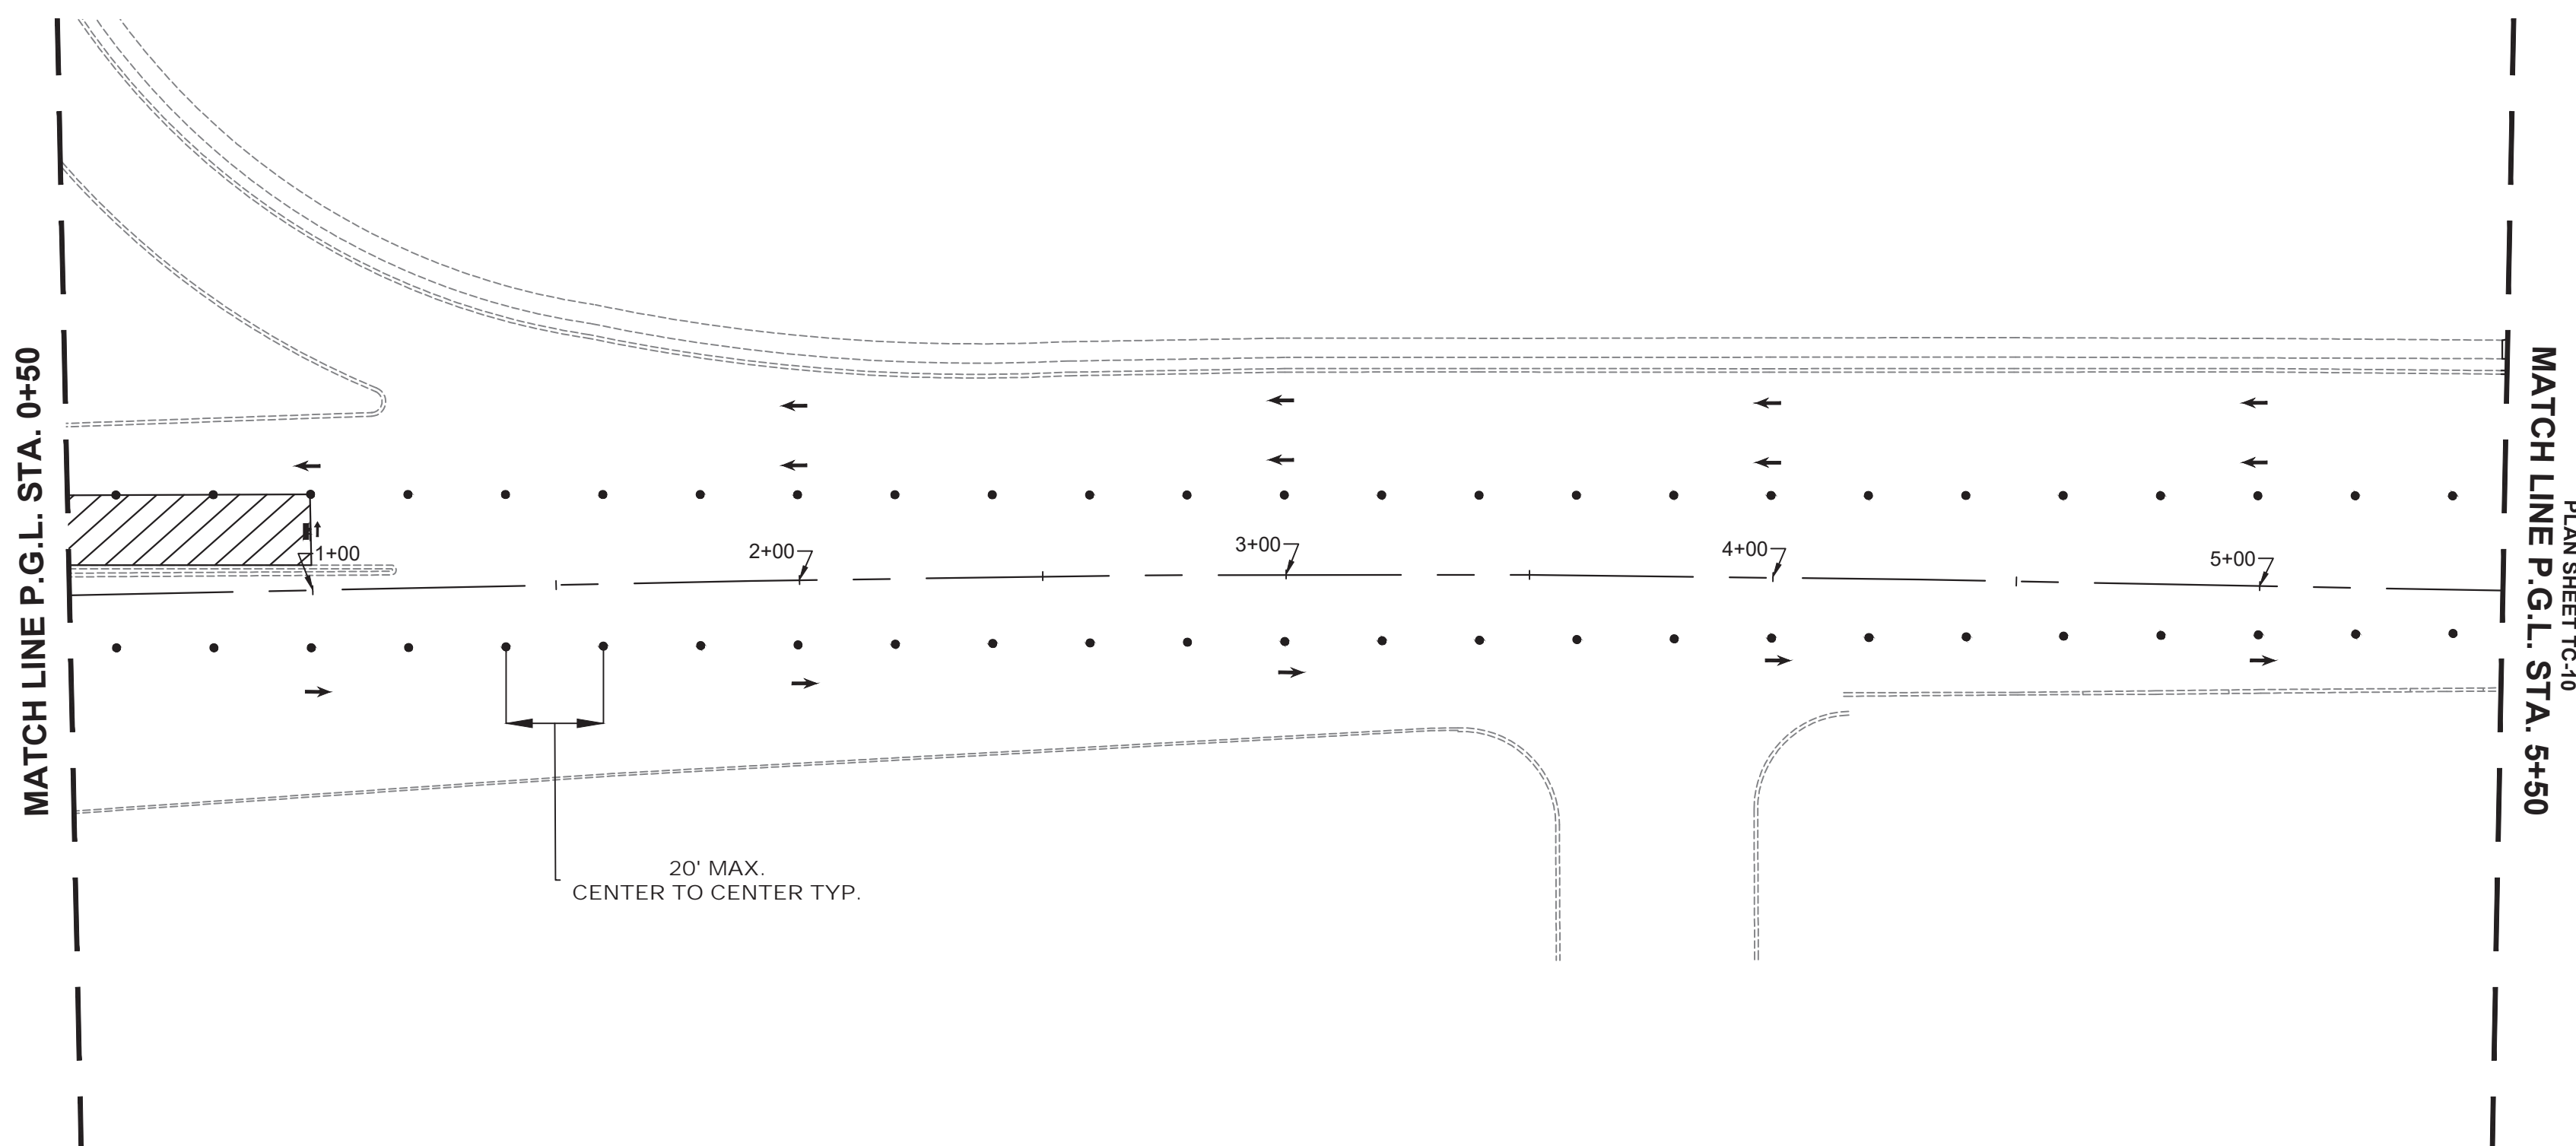 MATCH LINE P.G.L. STA. 0+50
1+00
2+00
3+00
4+00
5+00
20' MAX.
CENTER TO CENTER TYP.
MATCH LINE P.G.L. STA. 5+50
PLAN SHEET TC-10